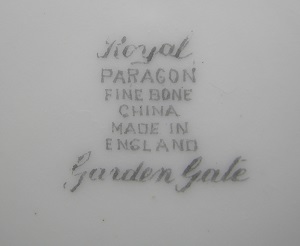 Royal
PARAGON
FINE BONE
CHINA
MADE IN
ENGLAND
Garden Gate